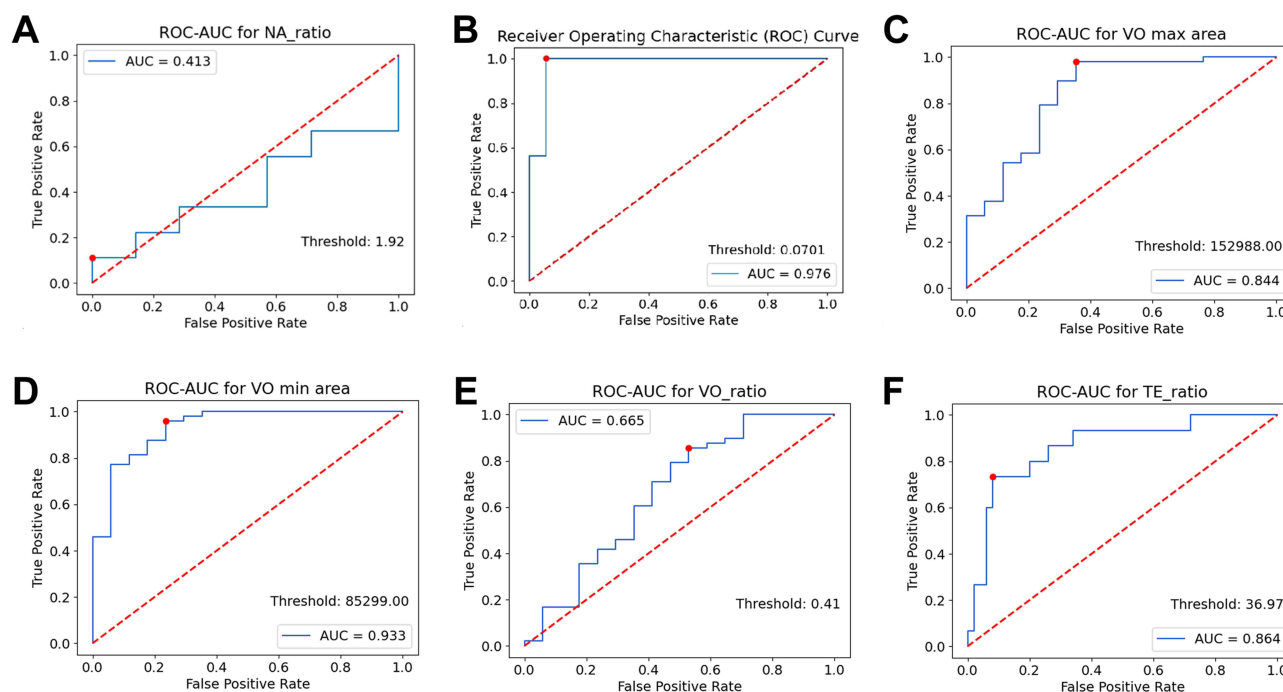 A
ROC-AUC for NA_ratio
AUC = 0.413
1.0
0.8
0.6
0.4
0.2
0.0
True Positive Rate
Threshold: 1.92
0.0 0.2 0.4 0.6 0.8 1.0
False Positive Rate
B
Receiver Operating Characteristic (ROC) Curve
1.0
0.8
0.6
0.4
0.2
0.0
True Positive Rate
Threshold: 0.0701
AUC = 0.976
0.0 0.2 0.4 0.6 0.8 1.0
False Positive Rate
C
ROC-AUC for VO max area
1.0
0.8
0.6
0.4
0.2
0.0
True Positive Rate
Threshold: 152988.00
AUC = 0.844
0.0 0.2 0.4 0.6 0.8 1.0
False Positive Rate
D
ROC-AUC for VO min area
1.0
0.8
0.6
0.4
0.2
0.0
True Positive Rate
Threshold: 85299.00
AUC = 0.933
0.0 0.2 0.4 0.6 0.8 1.0
False Positive Rate
E
ROC-AUC for VO_ratio
AUC = 0.665
1.0
0.8
0.6
0.4
0.2
0.0
True Positive Rate
Threshold: 0.41
0.0 0.2 0.4 0.6 0.8 1.0
False Positive Rate
F
ROC-AUC for TE_ratio
1.0
0.8
0.6
0.4
0.2
0.0
True Positive Rate
Threshold: 36.97
AUC = 0.864
0.0 0.2 0.4 0.6 0.8 1.0
False Positive Rate